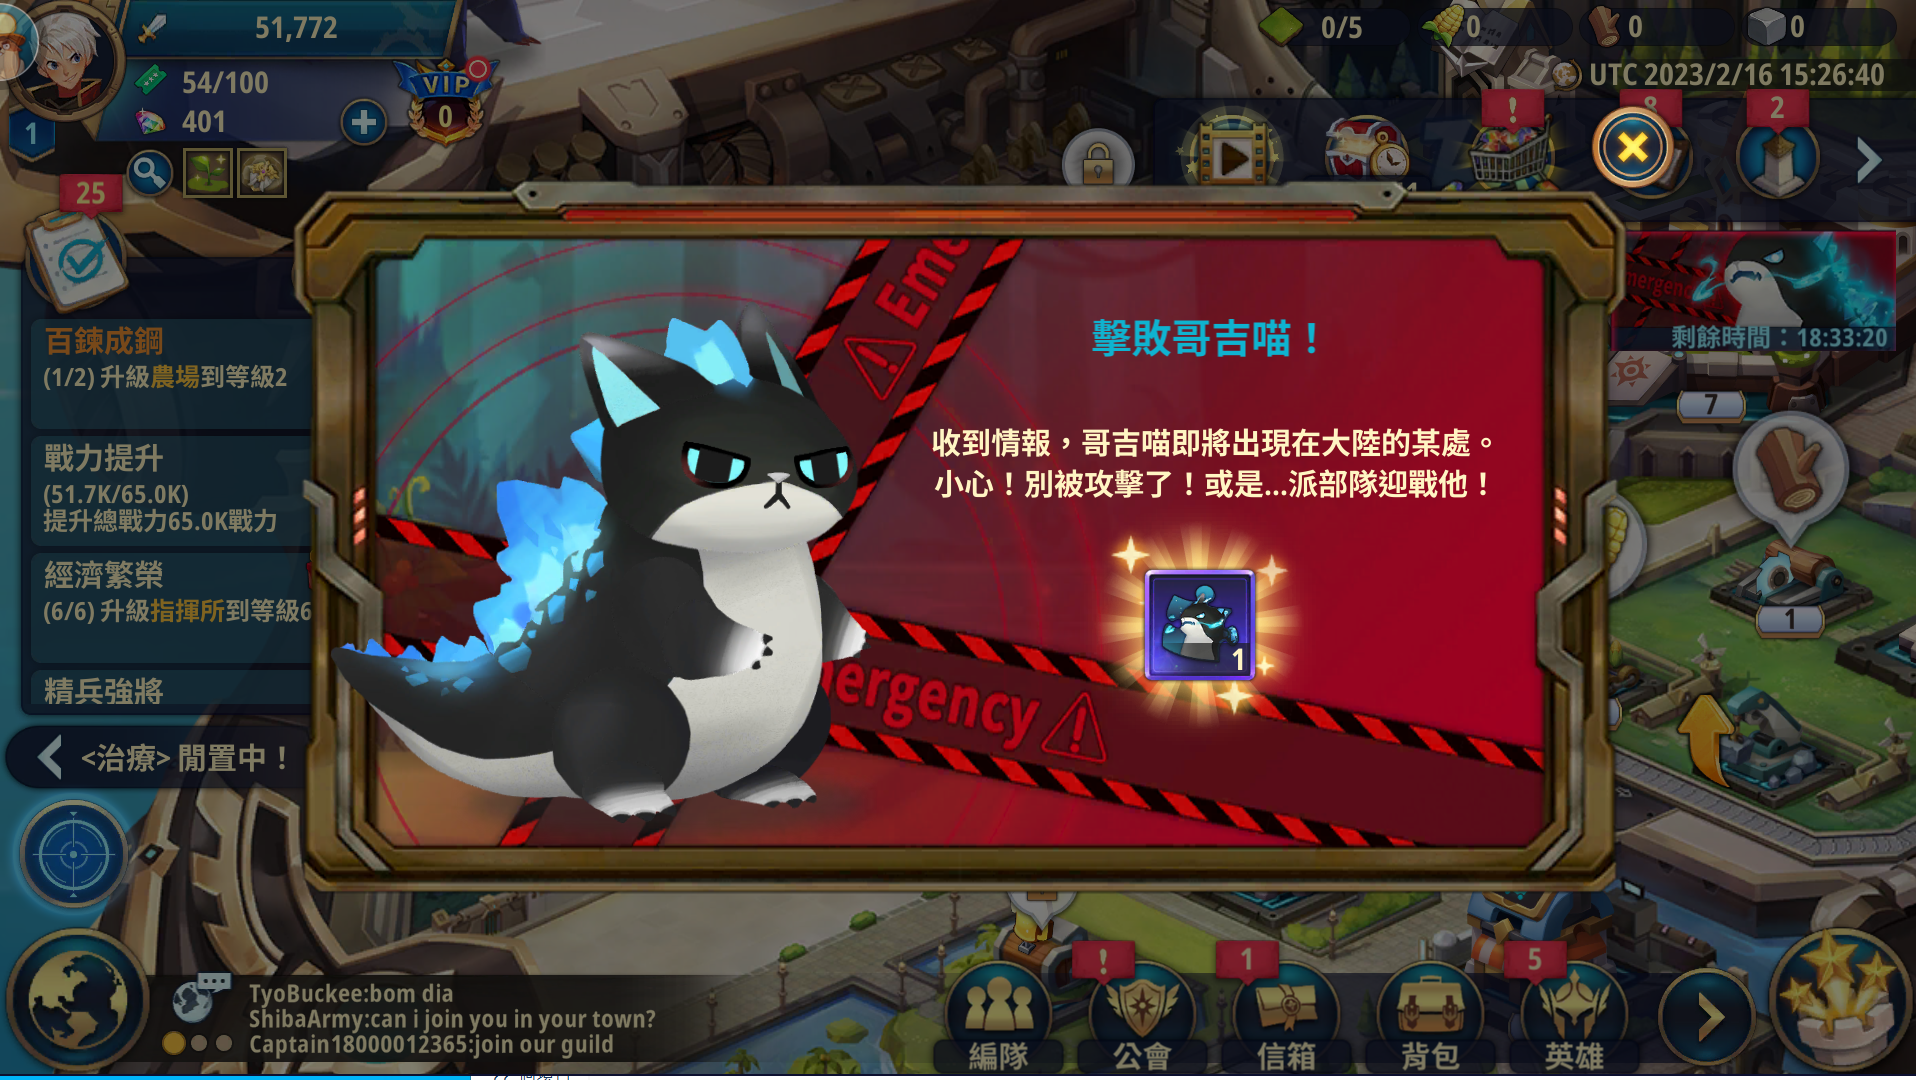 51,772
0/5
0
0
0
54/100
VIP
0
UTC 2023/2/16 15:26:40
401
1
!
8
2
25
擊敗哥吉喵！
剩餘時間：18:33:20
百鍊成鋼
(1/2) 升級農場到等級2
7
收到情報，哥吉喵即將出現在大陸的某處。
小心！別被攻擊了！或是...派部隊迎戰他！
戰力提升
(51.7K/65.0K)
提升總戰力65.0K戰力
經濟繁榮
(6/6) 升級指揮所到等級6
1
1
精兵強將
ergency
Eme
<治療> 閒置中！
TyoBuckee:bom dia
ShibaArmy:can i join you in your town?
Captain18000012365:join our guild
!
1
5
編隊
公會
信箱
背包
英雄